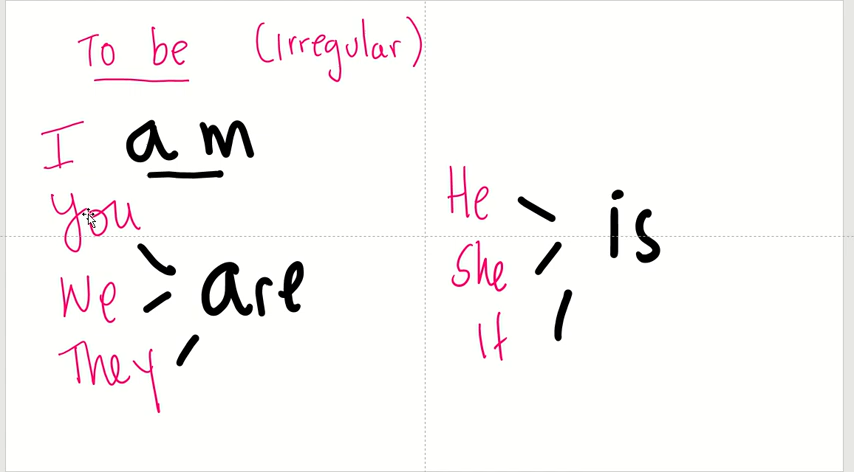 To be (irregular)
I am
You
We are
They
He
She is
It